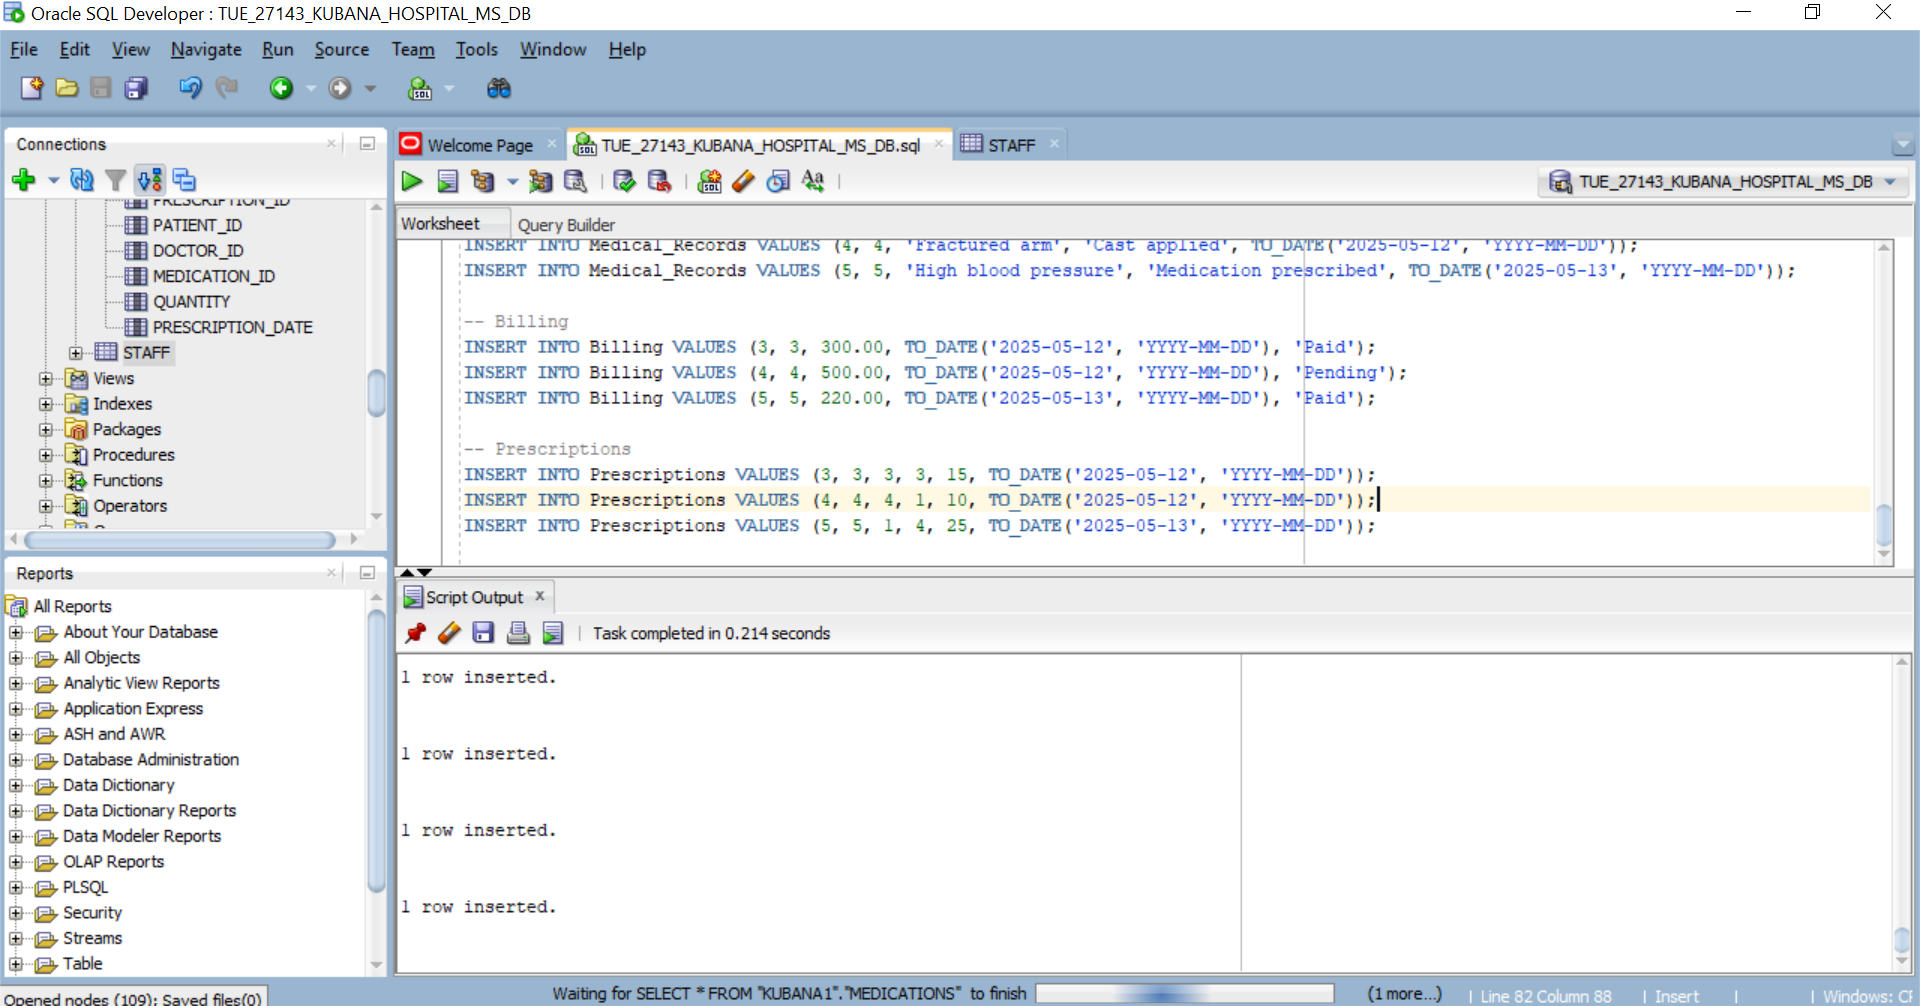 Oracle SQL Developer : TUE_27143_KUBANA_HOSPITAL_MS_DB
File Edit View Navigate Run Source Team Tools Window Help
Connections
PRESCRIPTION_ID
PATIENT_ID
DOCTOR_ID
MEDICATION_ID
QUANTITY
PRESCRIPTION_DATE
STAFF
Views
Indexes
Packages
Procedures
Functions
Operators
Reports
All Reports
About Your Database
All Objects
Analytic View Reports
Application Express
ASH and AWR
Database Administration
Data Dictionary
Data Dictionary Reports
Data Modeler Reports
OLAP Reports
PLSQL
Security
Streams
Table
Welcome Page TUE_27143_KUBANA_HOSPITAL_MS_DB.sql STAFF
TUE_27143_KUBANA_HOSPITAL_MS_DB
Worksheet Query Builder
INSERT INTO Medical_Records VALUES (4, 4, 'Fractured arm', 'Cast applied', TO_DATE('2025-05-12', 'YYYY-MM-DD'));
INSERT INTO Medical_Records VALUES (5, 5, 'High blood pressure', 'Medication prescribed', TO_DATE('2025-05-13', 'YYYY-MM-DD'));
-- Billing
INSERT INTO Billing VALUES (3, 3, 300.00, TO_DATE('2025-05-12', 'YYYY-MM-DD'), 'Paid');
INSERT INTO Billing VALUES (4, 4, 500.00, TO_DATE('2025-05-12', 'YYYY-MM-DD'), 'Pending');
INSERT INTO Billing VALUES (5, 5, 220.00, TO_DATE('2025-05-13', 'YYYY-MM-DD'), 'Paid');
-- Prescriptions
INSERT INTO Prescriptions VALUES (3, 3, 3, 3, 15, TO_DATE('2025-05-12', 'YYYY-MM-DD'));
INSERT INTO Prescriptions VALUES (4, 4, 4, 1, 10, TO_DATE('2025-05-12', 'YYYY-MM-DD'));
INSERT INTO Prescriptions VALUES (5, 5, 1, 4, 25, TO_DATE('2025-05-13', 'YYYY-MM-DD'));
Script Output
Task completed in 0.214 seconds
1 row inserted.
1 row inserted.
1 row inserted.
1 row inserted.
Opened nodes (109); Saved files(0)
Waiting for SELECT * FROM "KUBANA1"."MEDICATIONS" to finish (1 more...) | Line 82 Column 88 | Insert | | Windows: